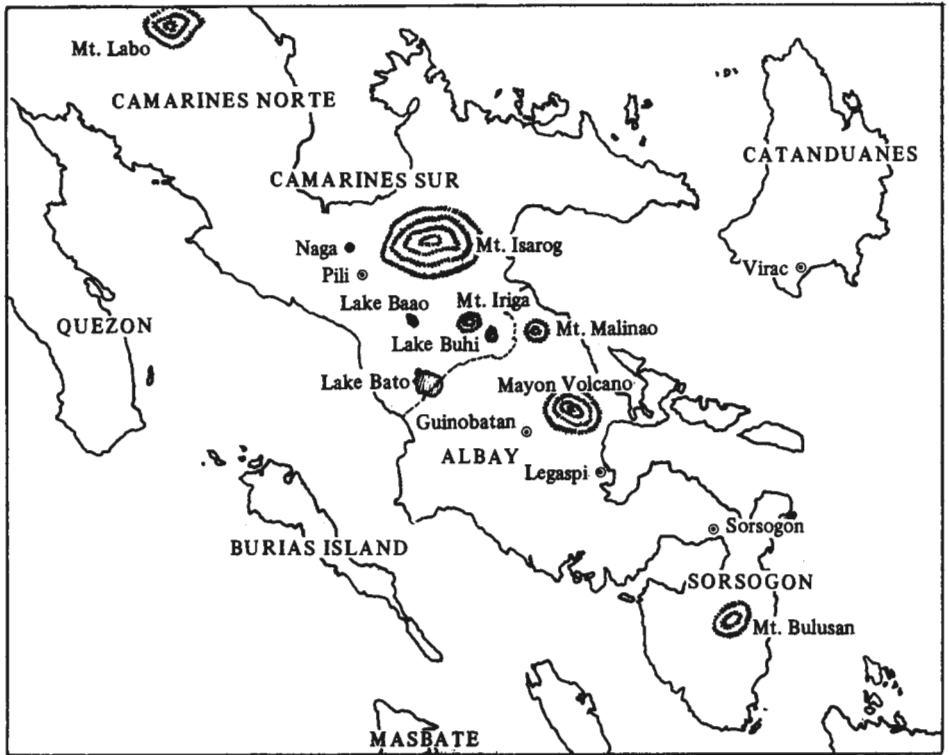 Mt. Labo
CAMARINES NORTE
CATANDUANES
CAMARINES SUR
Naga
Mt. Isarog
Pili
Virac
Lake Baao
Mt. Iriga
QUEZON
Mt. Malinao
Lake Buhi
Lake Bato
Mayon Volcano
Guinobatan
ALBAY
Legaspi
Sorsogon
BURIAS ISLAND
SORSOGON
Mt. Bulusan
MASBATE